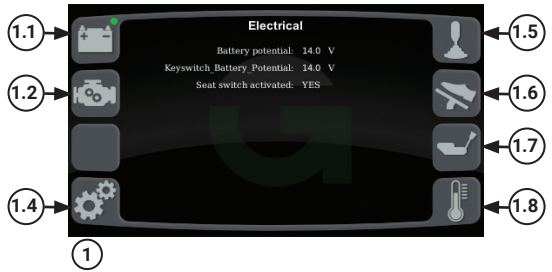 Electrical
1.1
1.5
Battery potential: 14.0 V
Keyswitch_Battery_Potential: 14.0 V
Seat switch activated: YES
1.2
1.6
1.7
1.4
1.8
1